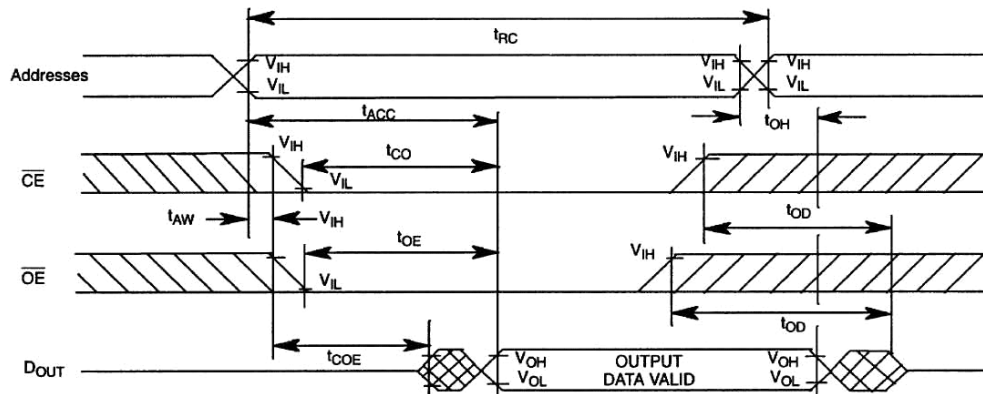 tRC
Addresses VIH VIH VIH
VIL VIL VIL
tACC tOH
VIH tCO VIH
CE VIL
tAW VIH tOD
tOE VIH
OE VIL
tOD
tCOE
DOUT VOH OUTPUT VOH
VOL DATA VALID VOL